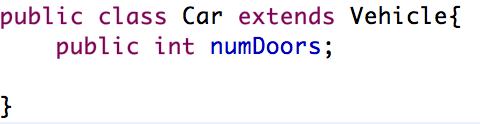 public class Car extends Vehicle{
    public int numDoors;
}